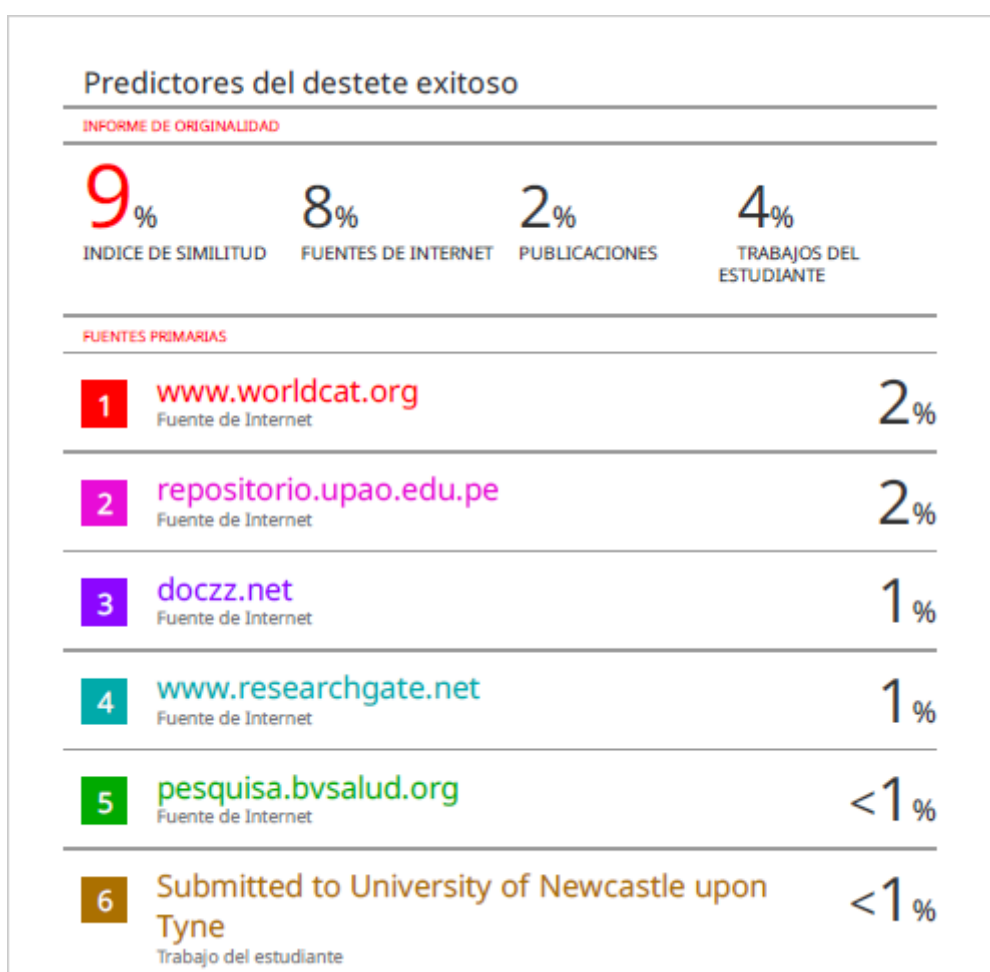 Predictores del destete exitoso
INFORME DE ORIGINALIDAD
9% 8% 2% 4%
INDICE DE SIMILITUD FUENTES DE INTERNET PUBLICACIONES TRABAJOS DEL
ESTUDIANTE
FUENTES PRIMARIAS
1 www.worldcat.org 2%
Fuente de Internet
2 repositorio.upao.edu.pe 2%
Fuente de Internet
3 doczz.net 1%
Fuente de Internet
4 www.researchgate.net 1%
Fuente de Internet
5 pesquisa.bvsalud.org <1%
Fuente de Internet
6 Submitted to University of Newcastle upon <1%
Tyne
Trabajo del estudiante